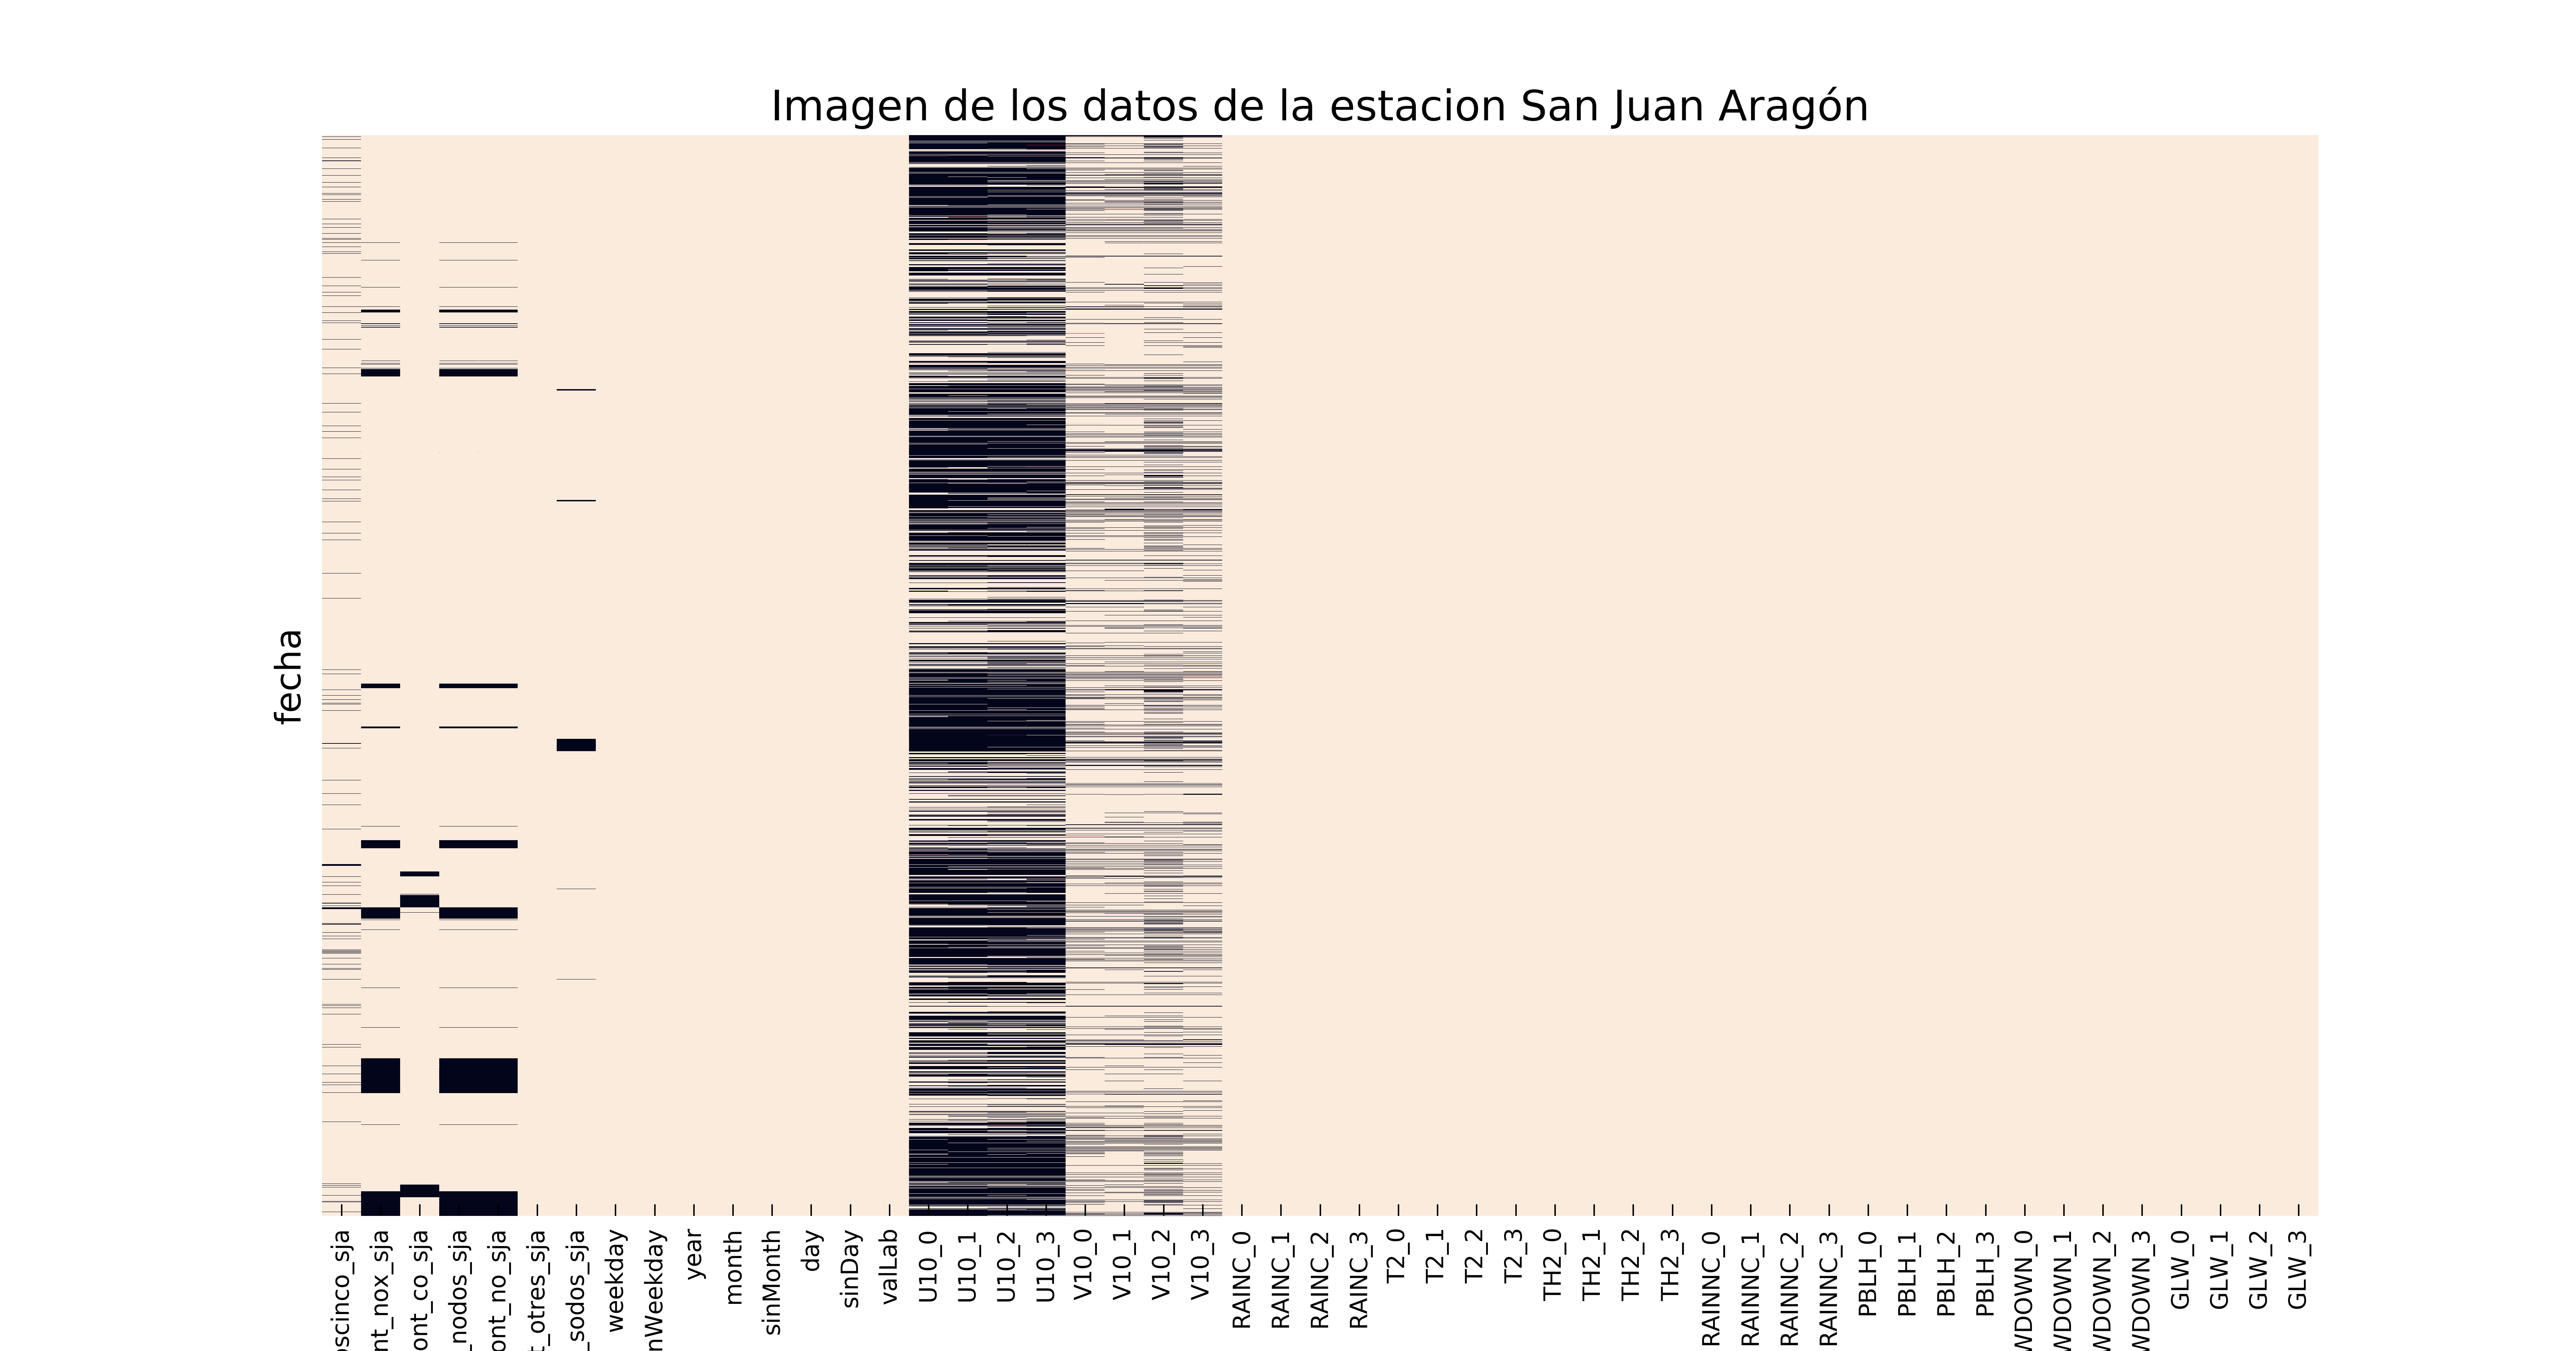 Imagen de los datos de la estacion San Juan Aragón
fecha
oscinco_sja
nt_nox_sja
ont_co_sja
_nodos_sja
ont_no_sja
t_otres_sja
_sodos_sja
weekday
nWeekday
year
month
sinMonth
day
sinDay
valLab
U10_0
U10_1
U10_2
U10_3
V10_0
V10_1
V10_2
V10_3
RAINC_0
RAINC_1
RAINC_2
RAINC_3
T2_0
T2_1
T2_2
T2_3
TH2_0
TH2_1
TH2_2
TH2_3
RAINNC_0
RAINNC_1
RAINNC_2
RAINNC_3
PBLH_0
PBLH_1
PBLH_2
PBLH_3
WDOWN_0
WDOWN_1
WDOWN_2
WDOWN_3
GLW_0
GLW_1
GLW_2
GLW_3